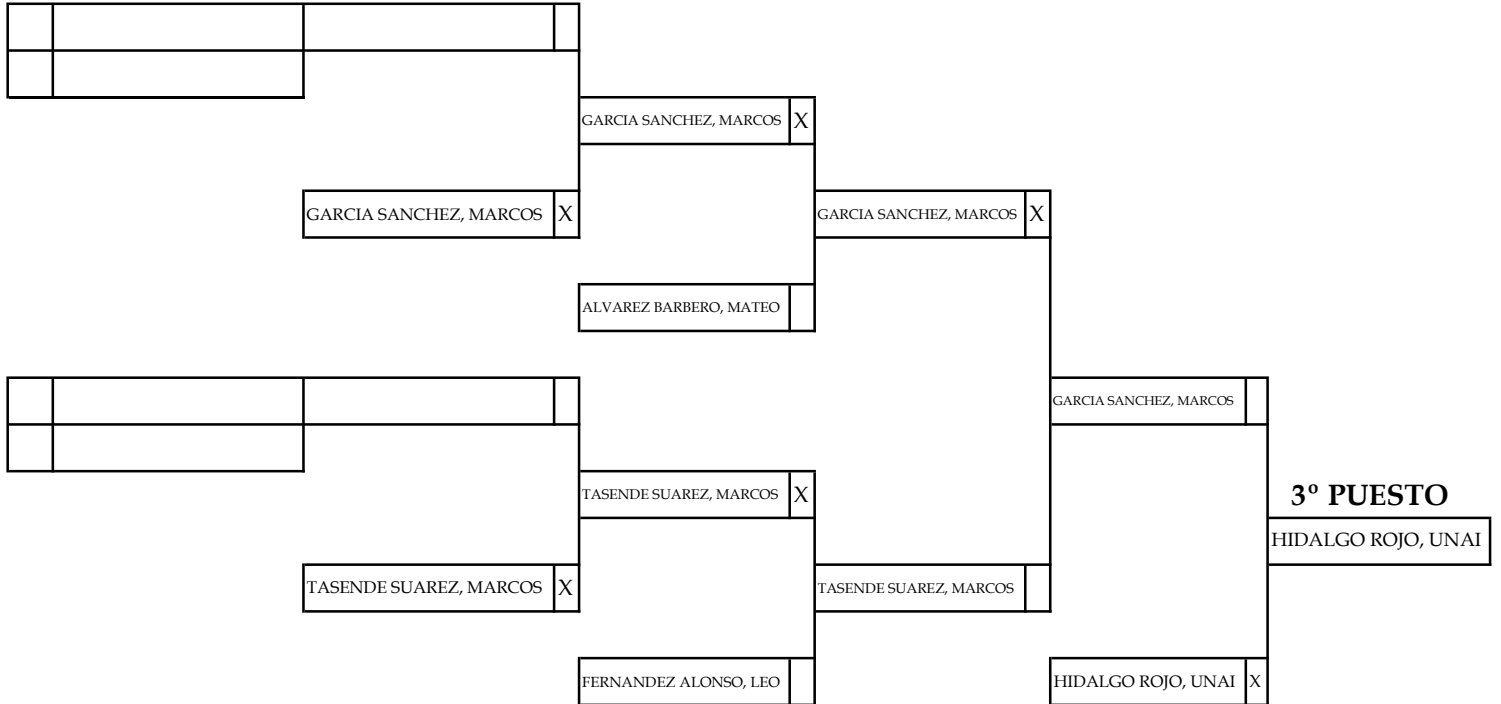 GARCIA SANCHEZ, MARCOS X
GARCIA SANCHEZ, MARCOS X
GARCIA SANCHEZ, MARCOS X
ALVAREZ BARBERO, MATEO
GARCIA SANCHEZ, MARCOS
TASENDE SUAREZ, MARCOS X
3º PUESTO
HIDALGO ROJO, UNAI
TASENDE SUAREZ, MARCOS X
TASENDE SUAREZ, MARCOS
FERNANDEZ ALONSO, LEO
HIDALGO ROJO, UNAI X